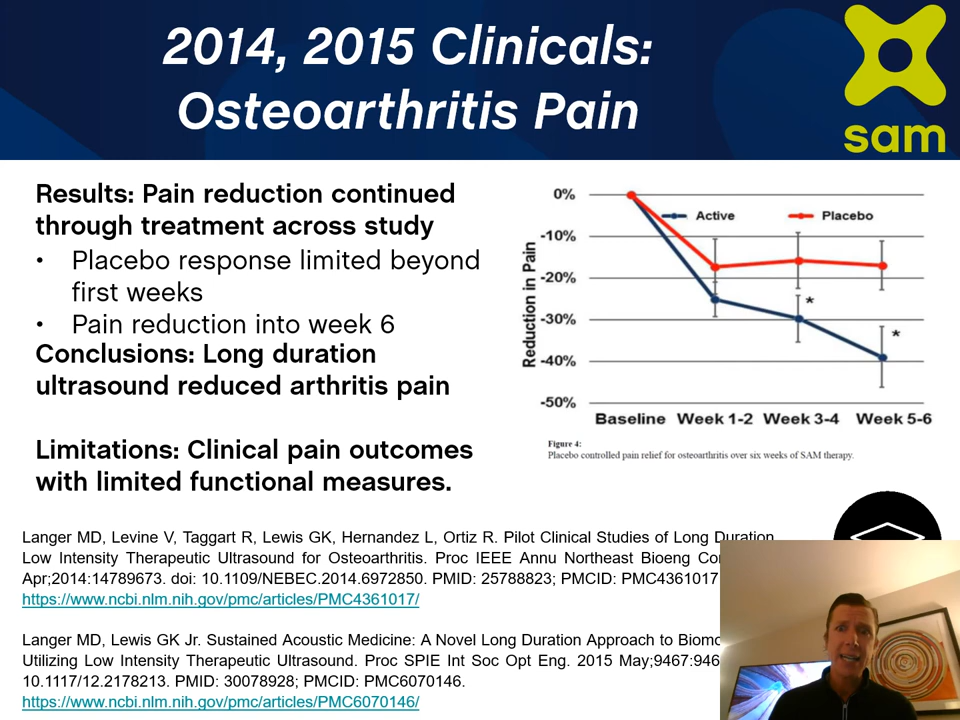 2014, 2015 Clinicals:
Osteoarthritis Pain
sam
Results: Pain reduction continued
through treatment across study
• Placebo response limited beyond
first weeks
• Pain reduction into week 6
Conclusions: Long duration
ultrasound reduced arthritis pain
Limitations: Clinical pain outcomes
with limited functional measures.
Reduction in Pain
0%
-10%
-20%
-30%
-40%
-50%
Active
Placebo
*
*
Baseline Week 1-2 Week 3-4 Week 5-6
Figure 4:
Placebo controlled pain relief for osteoarthritis over six weeks of SAM therapy.
Langer MD, Levine V, Taggart R, Lewis GK, Hernandez L, Ortiz R. Pilot Clinical Studies of Long Duration
Low Intensity Therapeutic Ultrasound for Osteoarthritis. Proc IEEE Annu Northeast Bioeng
Apr;2014:14789673. doi: 10.1109/NEBEC.2014.6972850. PMID: 25788823; PMCID: PMC4361017
https://www.ncbi.nlm.nih.gov/pmc/articles/PMC4361017/
Langer MD, Lewis GK Jr. Sustained Acoustic Medicine: A Novel Long Duration Approach to
Utilizing Low Intensity Therapeutic Ultrasound. Proc SPIE Int Soc Opt Eng. 2015
10.1117/12.2178213. PMID: 30078928; PMCID: PMC6070146.
https://www.ncbi.nlm.nih.gov/pmc/articles/PMC6070146/